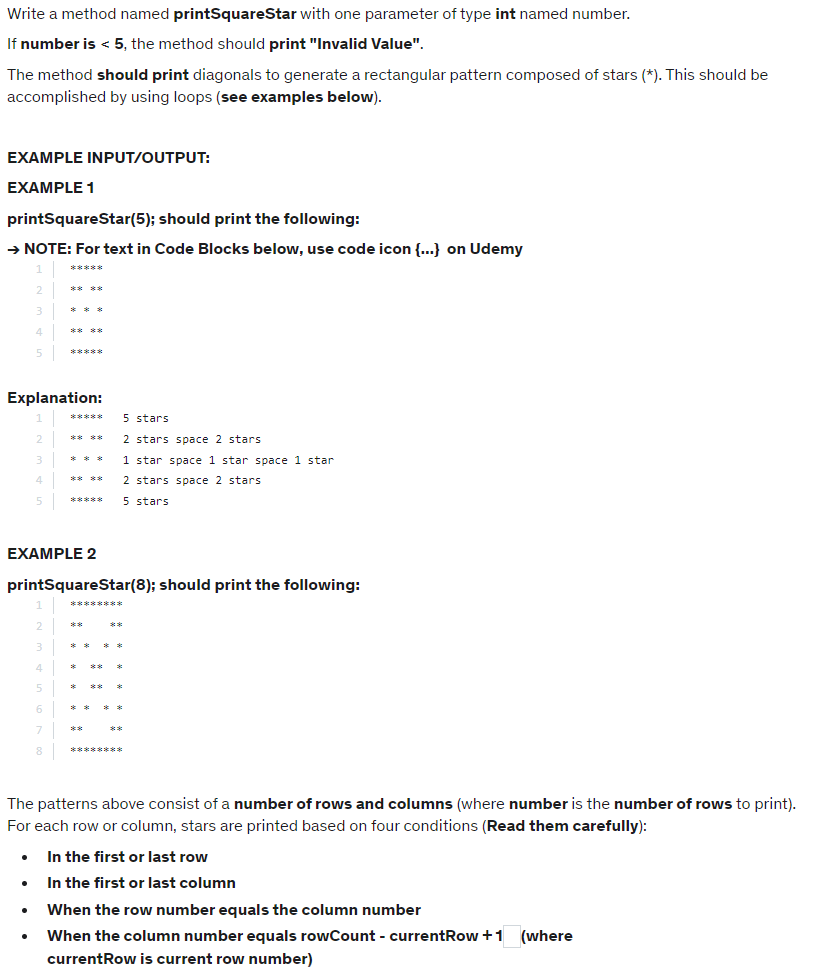 Write a method named printSquareStar with one parameter of type int named number.
If number is < 5, the method should print "Invalid Value".
The method should print diagonals to generate a rectangular pattern composed of stars (*). This should be
accomplished by using loops (see examples below).
EXAMPLE INPUT/OUTPUT:
EXAMPLE 1
printSquareStar(5); should print the following:
→ NOTE: For text in Code Blocks below, use code icon {...} on Udemy
1 *****
2 ** **
3 * * *
4 ** **
5 *****
Explanation:
1 *****   5 stars
2 ** **   2 stars space 2 stars
3 * * *   1 star space 1 star space 1 star
4 ** **   2 stars space 2 stars
5 *****   5 stars
EXAMPLE 2
printSquareStar(8); should print the following:
1 ********
2 **    **
3 * *  * *
4 *  **  *
5 *  **  *
6 * *  * *
7 **    **
8 ********
The patterns above consist of a number of rows and columns (where number is the number of rows to print).
For each row or column, stars are printed based on four conditions (Read them carefully):
• In the first or last row
• In the first or last column
• When the row number equals the column number
• When the column number equals rowCount - currentRow + 1 (where
currentRow is current row number)